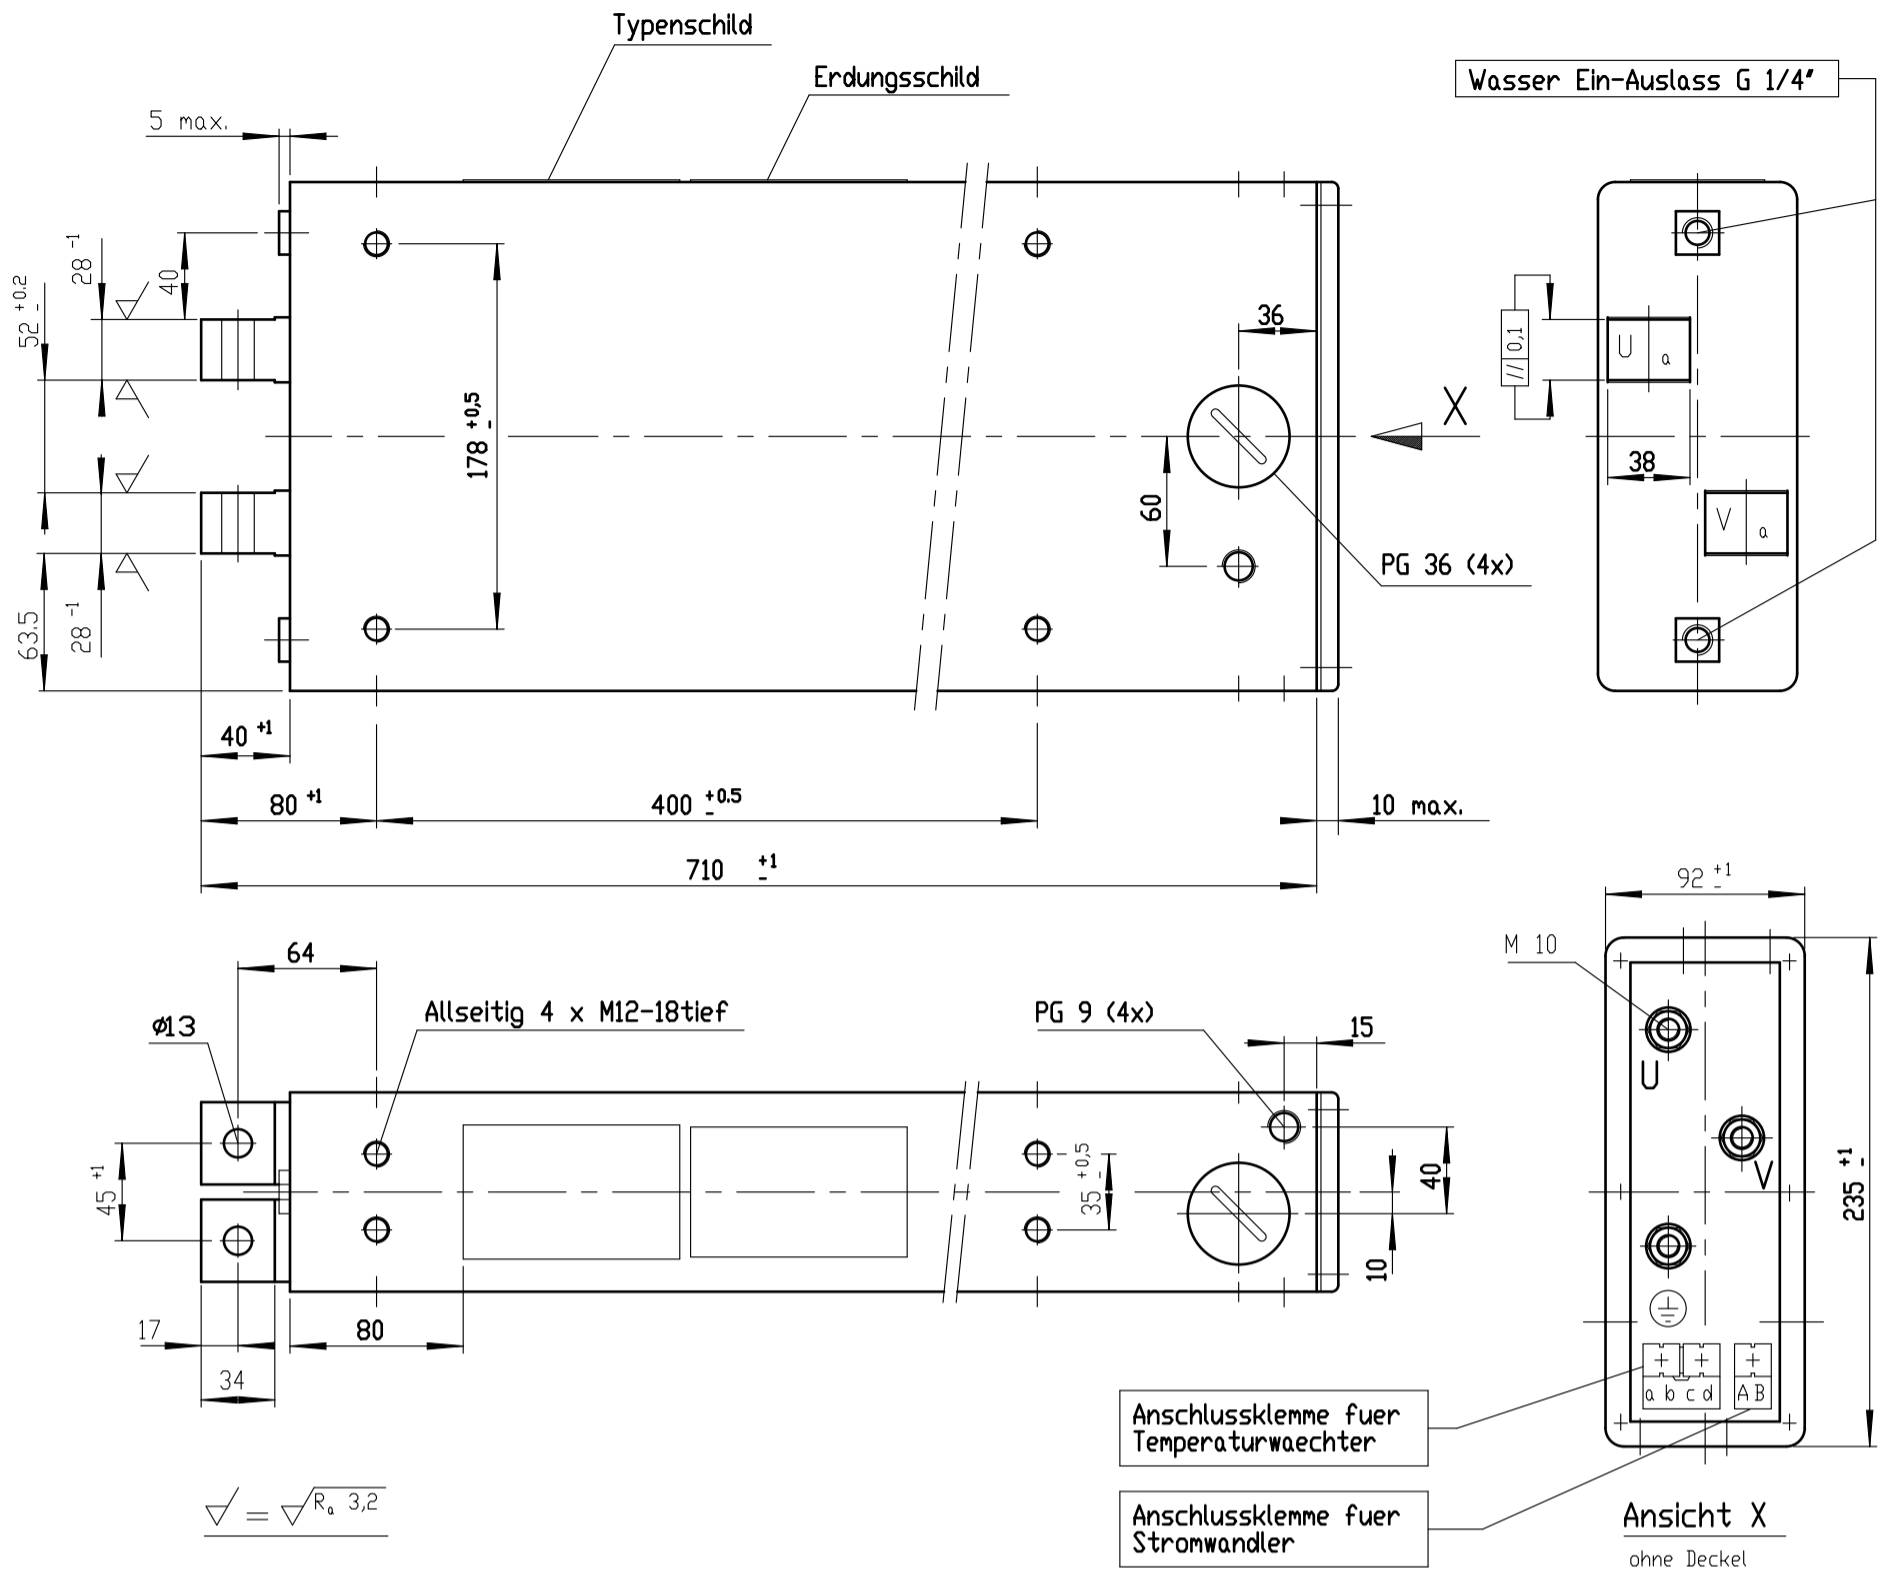 Typenschild
Erdungsschild
Wasser Ein-Auslass G 1/4"
5 max.
28 -1
40
52 +0.2 -
36
// 0,1
U a
X
178 +0,5 -
38
60
V a
PG 36 (4x)
63.5
28 -1
40 +1
80 +1
400 +0.5 -
10 max.
710 +1 -
92 +1 -
64
M 10
ø13
Allseitig 4 x M12-18tief
PG 9 (4x)
15
U
45 +1
35 +0,5 -
40
V
235 +1 -
10
17
80
34
a b c d
A B
Anschlussklemme fuer
Temperaturwaechter
= Ra 3,2
Anschlussklemme fuer
Stromwandler
Ansicht X
ohne Deckel